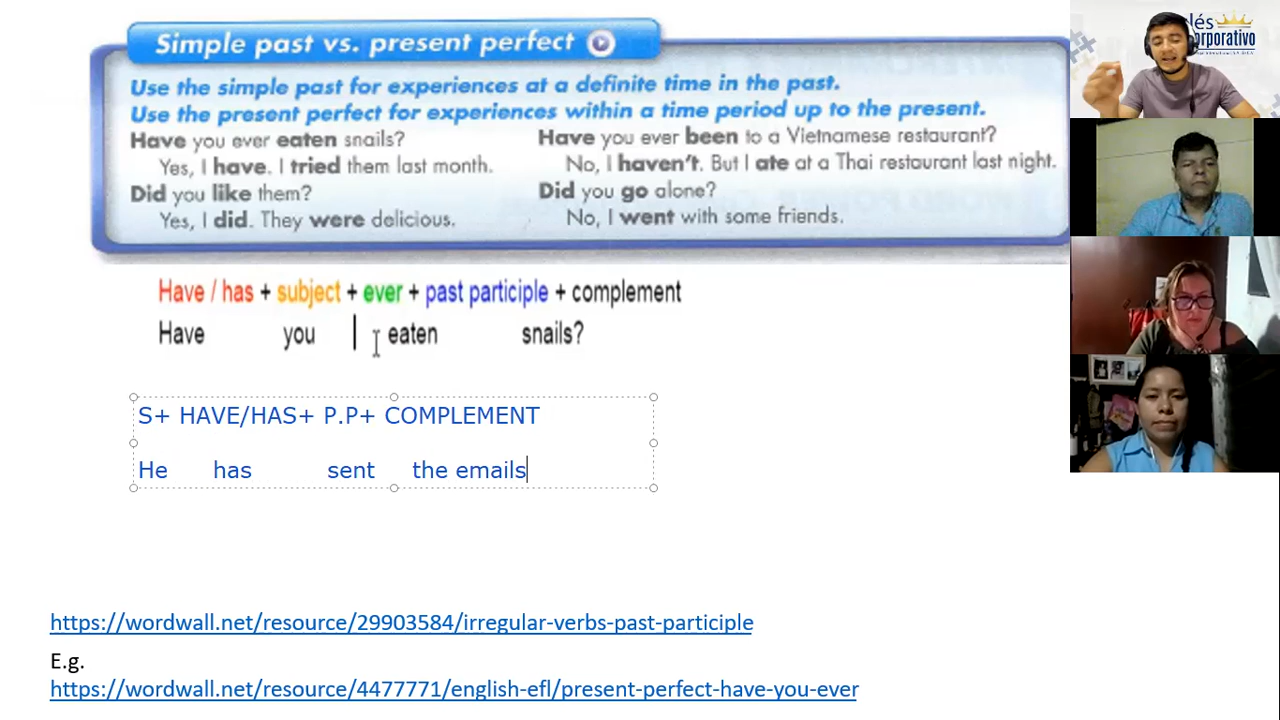 Simple past vs. present perfect
Use the simple past for experiences at a definite time in the past.
Use the present perfect for experiences within a time period up to the present.
Have you ever eaten snails?
Yes, I have. I tried them last month.
Did you like them?
Yes, I did. They were delicious.
Have you ever been to a Vietnamese restaurant?
No, I haven't. But I ate at a Thai restaurant last night.
Did you go alone?
No, I went with some friends.
Have / has + subject + ever + past participle + complement
Have you eaten snails?
S+ HAVE/HAS+ P.P+ COMPLEMENT
He has sent the emails
https://wordwall.net/resource/29903584/irregular-verbs-past-participle
E.g.
https://wordwall.net/resource/4477771/english-efl/present-perfect-have-you-ever